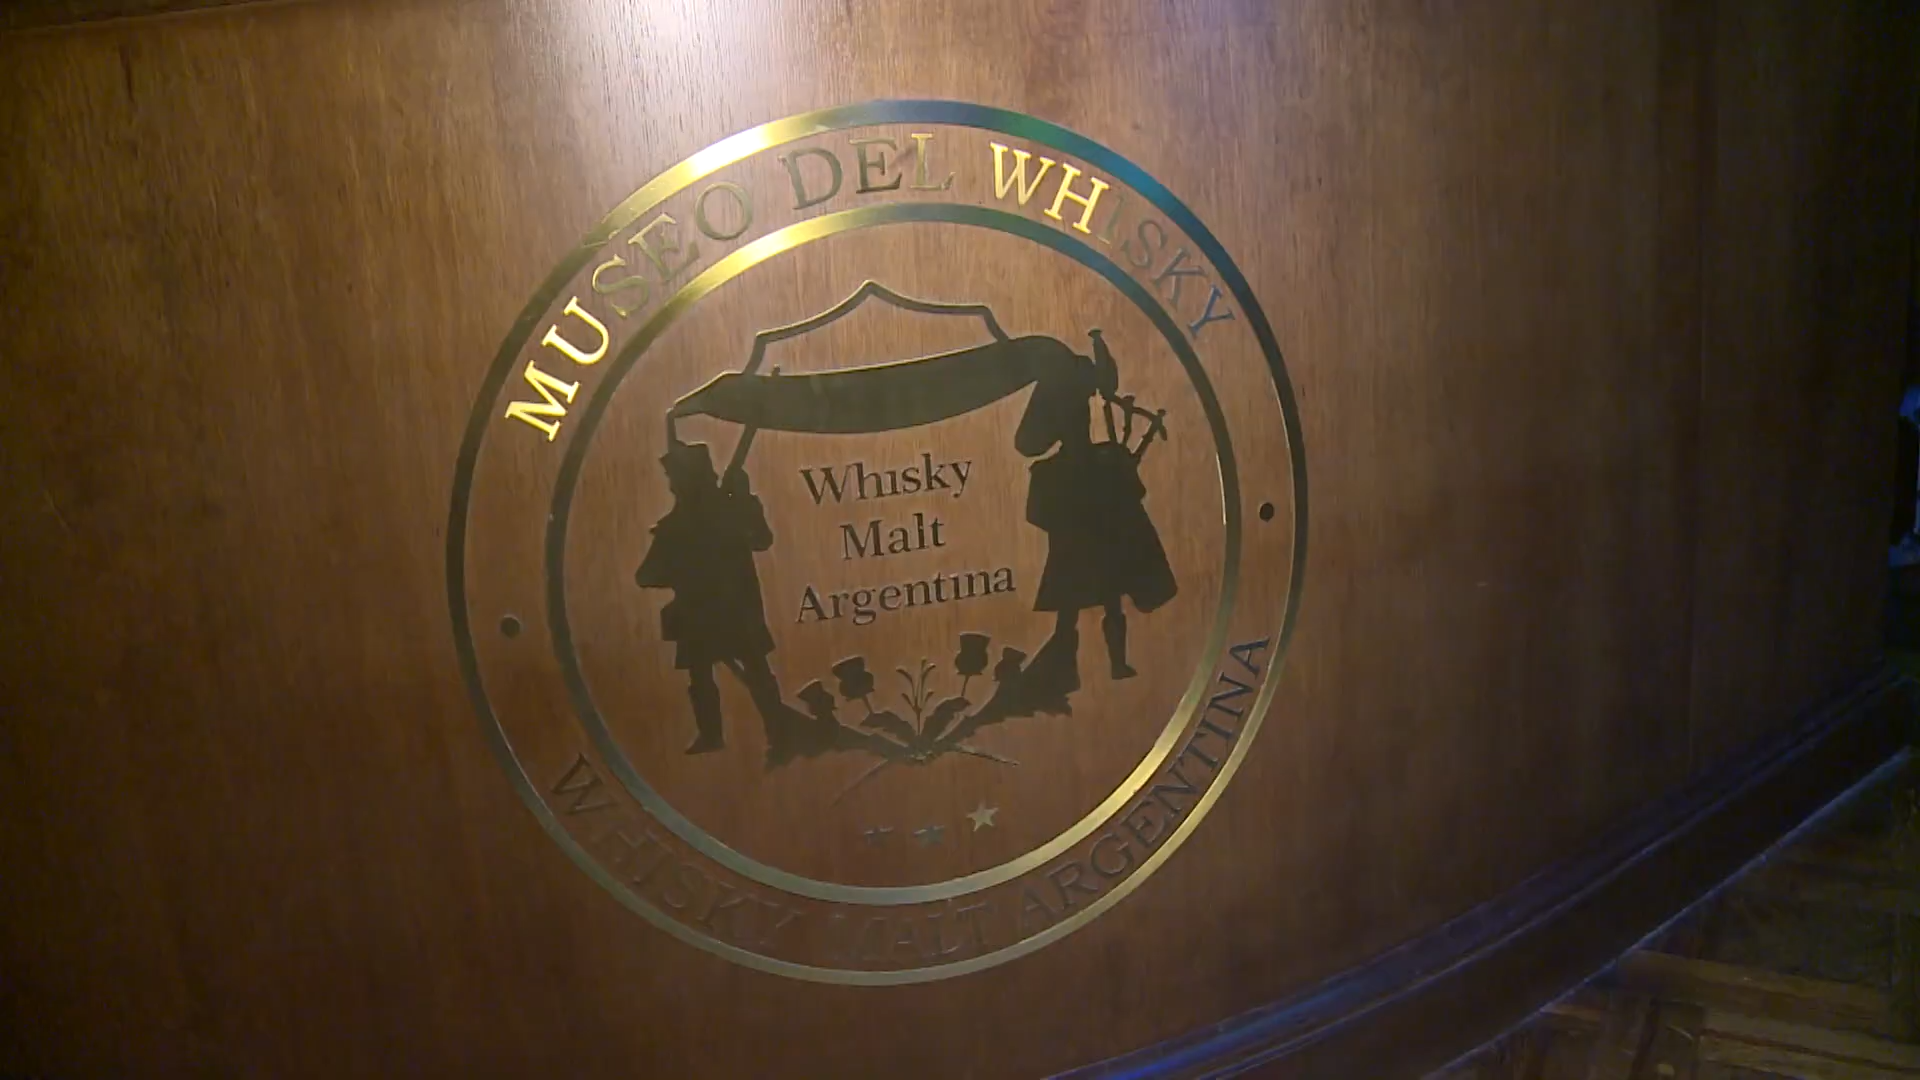 MUSEO DEL WHISKY
Whisky
Malt
Argentina
WHISKY MALT ARGENTINA